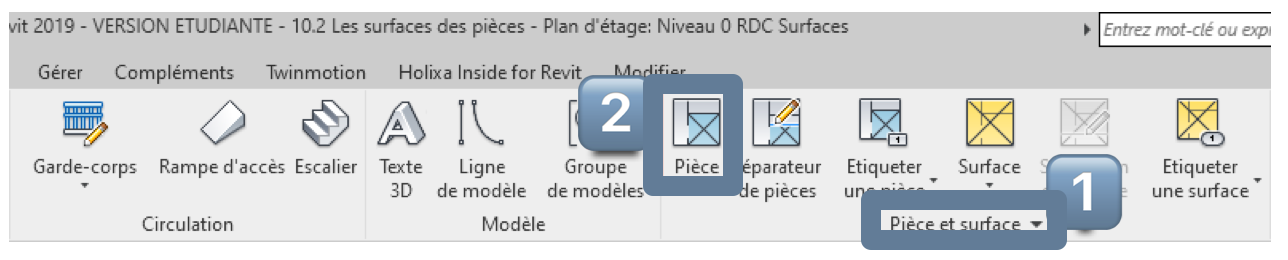 vit 2019 - VERSION ETUDIANTE - 10.2 Les surfaces des pièces - Plan d'étage: Niveau 0 RDC Surfaces
Entrez mot-clé ou expr
Gérer Compléments Twinmotion Holixa Inside for Revit Modifier
2
Garde-corps Rampe d'accès Escalier Texte Ligne Groupe Pièce éparateur Etiqueter Surface Etiqueter
3D de modèle de modèles de pièces une pièce une surface
1
Circulation Modèle Pièce et surface